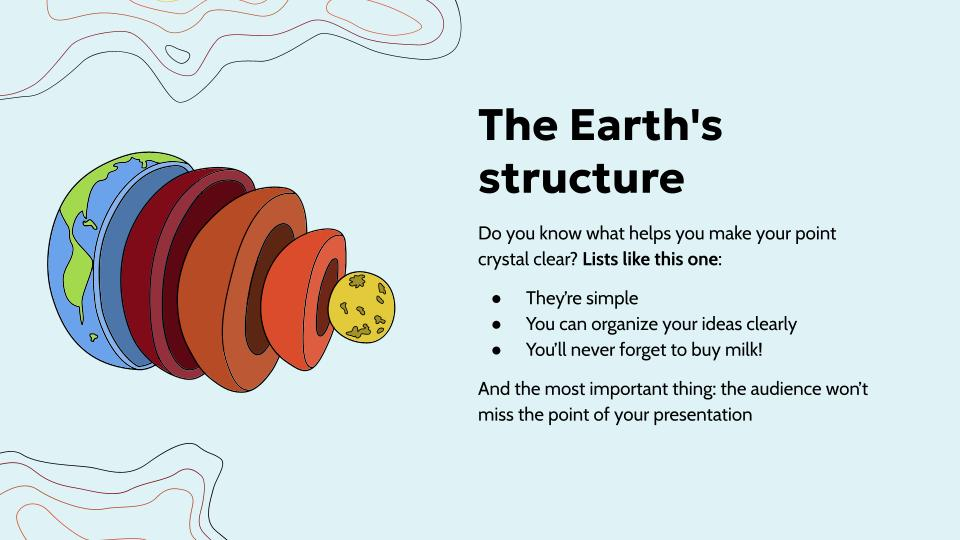 The Earth's
structure
Do you know what helps you make your point
crystal clear? Lists like this one:
● They're simple
● You can organize your ideas clearly
● You'll never forget to buy milk!
And the most important thing: the audience won't
miss the point of your presentation